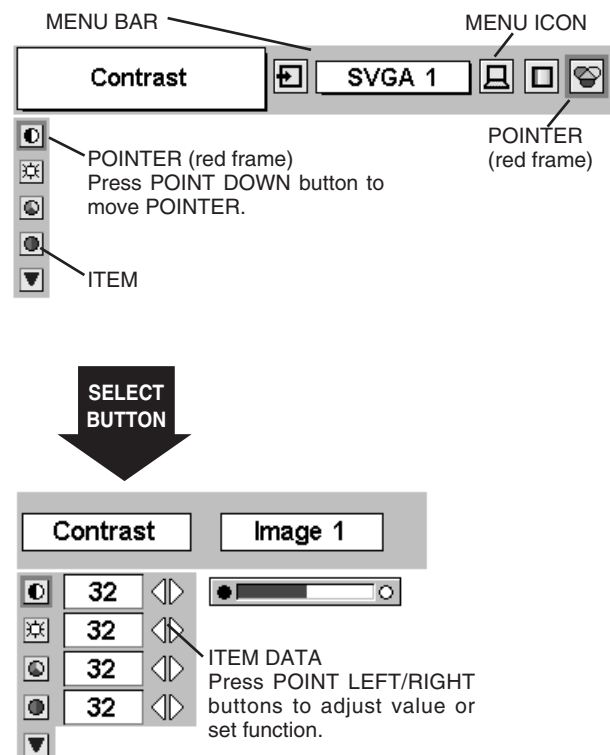 MENU BAR
MENU ICON
Contrast
SVGA 1
POINTER
(red frame)
POINTER (red frame)
Press POINT DOWN button to
move POINTER.
ITEM
SELECT
BUTTON
Contrast
Image 1
32
32
32
32
ITEM DATA
Press POINT LEFT/RIGHT
buttons to adjust value or
set function.